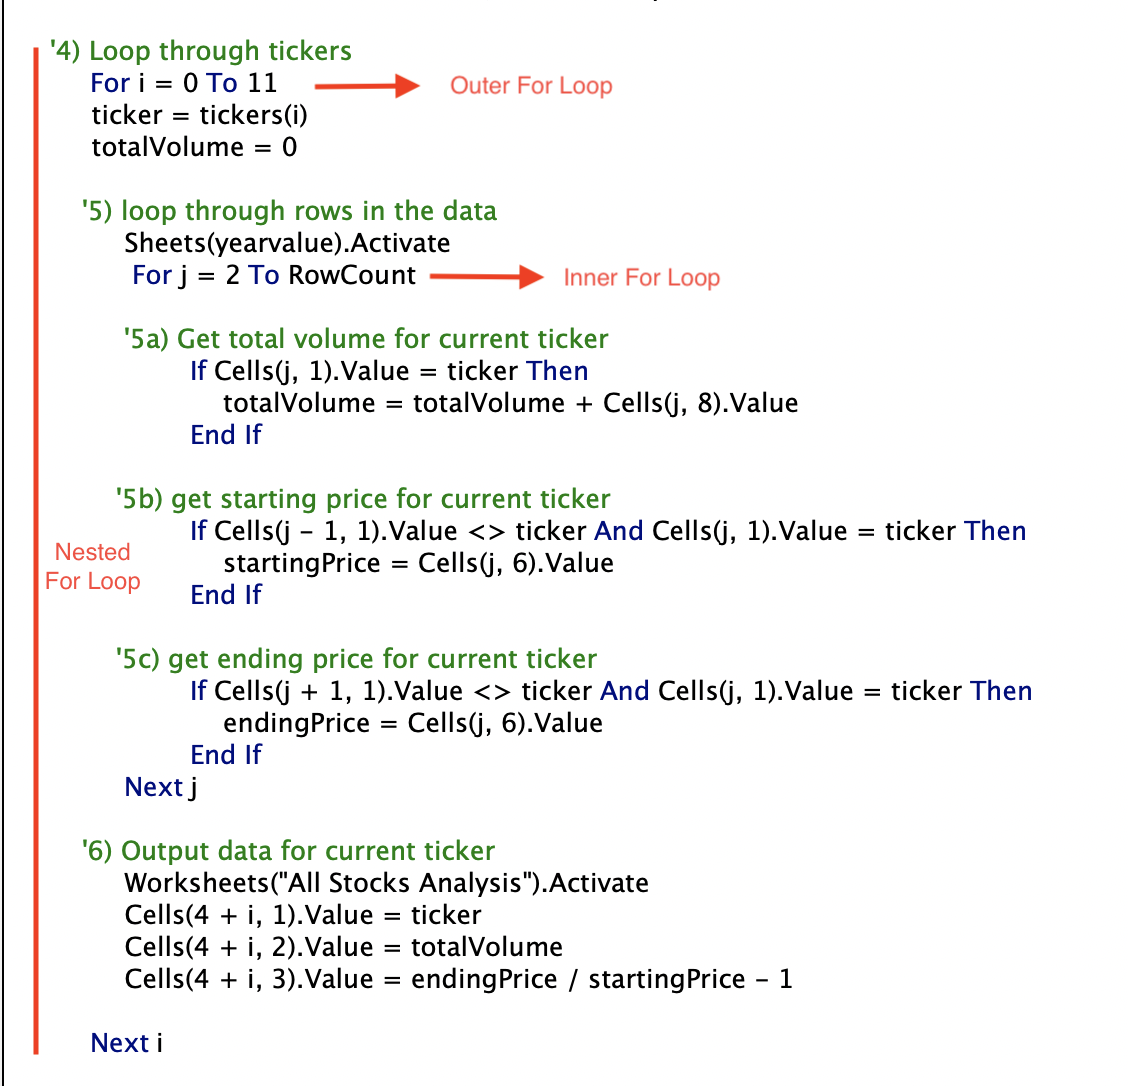 '4) Loop through tickers
For i = 0 To 11
Outer For Loop
ticker = tickers(i)
totalVolume = 0
'5) loop through rows in the data
Sheets(yearvalue).Activate
For j = 2 To RowCount
Inner For Loop
'5a) Get total volume for current ticker
If Cells(j, 1).Value = ticker Then
totalVolume = totalVolume + Cells(j, 8).Value
End If
'5b) get starting price for current ticker
If Cells(j - 1, 1).Value <> ticker And Cells(j, 1).Value = ticker Then
Nested
For Loop
startingPrice = Cells(j, 6).Value
End If
'5c) get ending price for current ticker
If Cells(j + 1, 1).Value <> ticker And Cells(j, 1).Value = ticker Then
endingPrice = Cells(j, 6).Value
End If
Next j
'6) Output data for current ticker
Worksheets("All Stocks Analysis").Activate
Cells(4 + i, 1).Value = ticker
Cells(4 + i, 2).Value = totalVolume
Cells(4 + i, 3).Value = endingPrice / startingPrice - 1
Next i